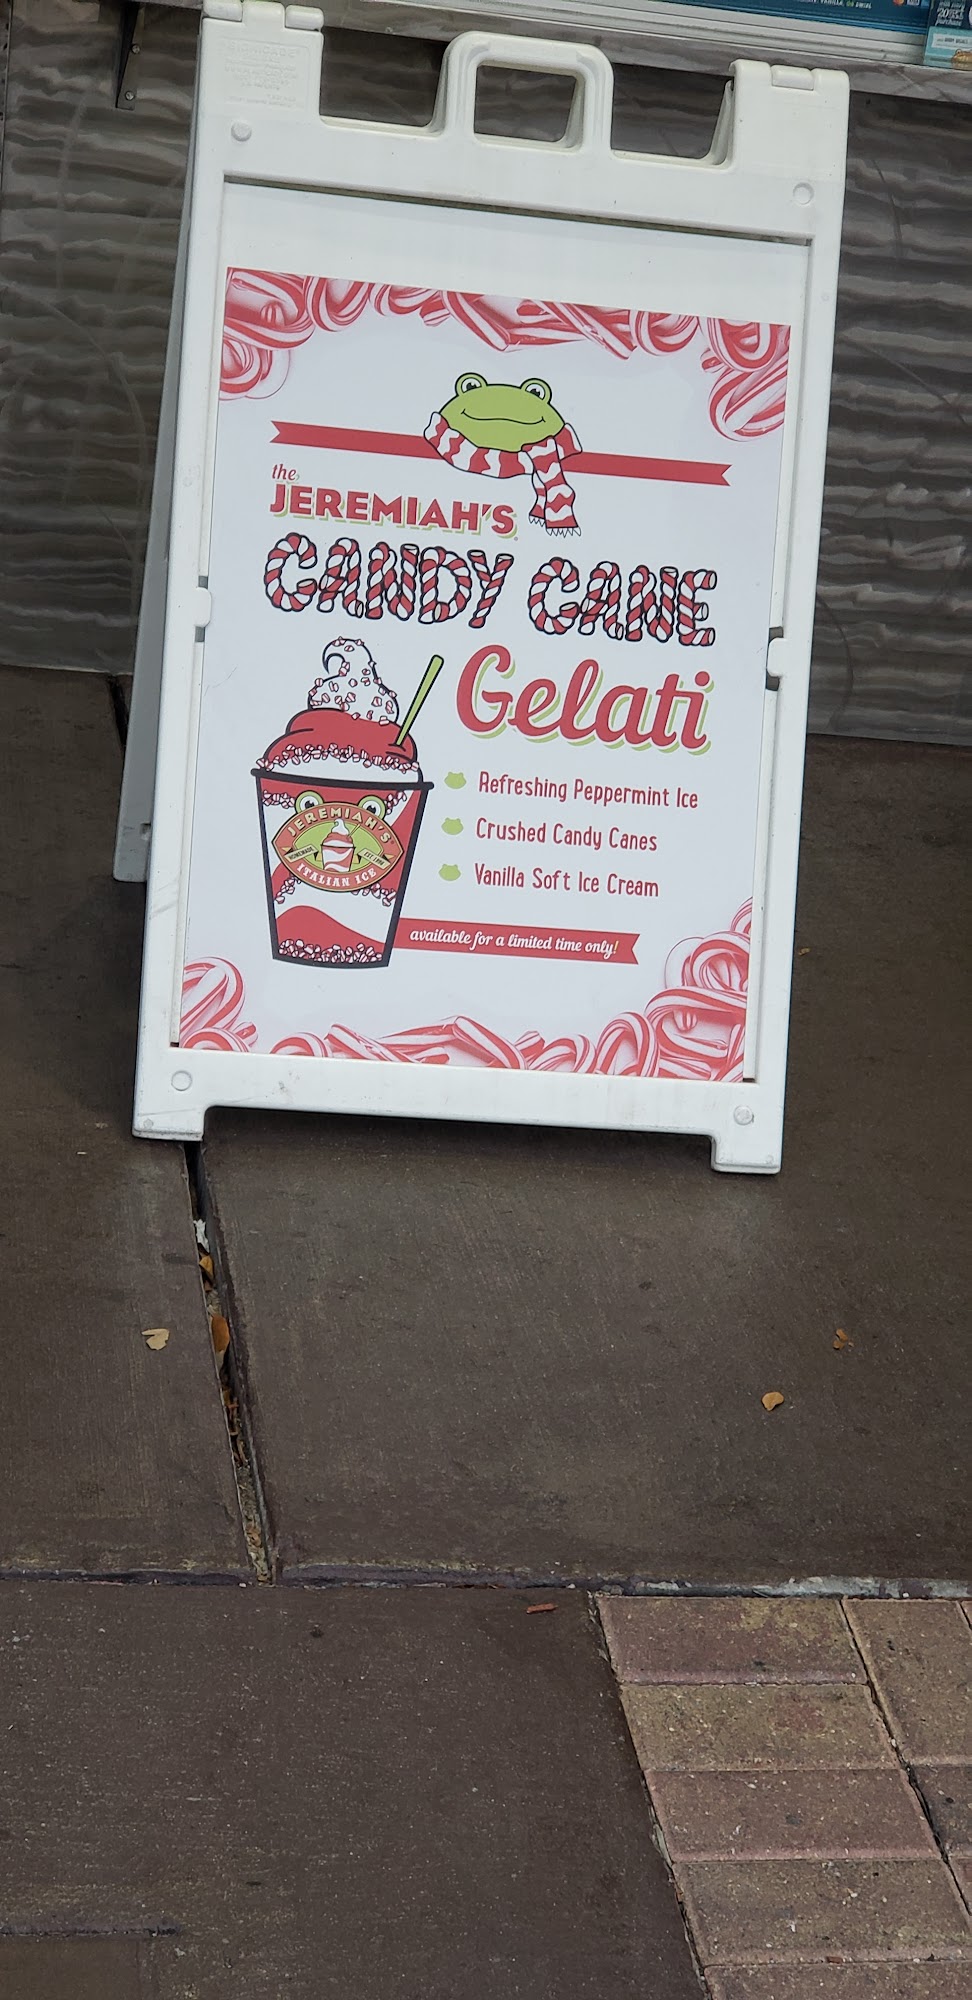 the
JEREMIAH'S
CANDY CANE
Gelati
Refreshing Peppermint Ice
Crushed Candy Canes
Vanilla Soft Ice Cream
JEREMIAH'S
HOMEMADE
ITALIAN ICE
available for a limited time only!